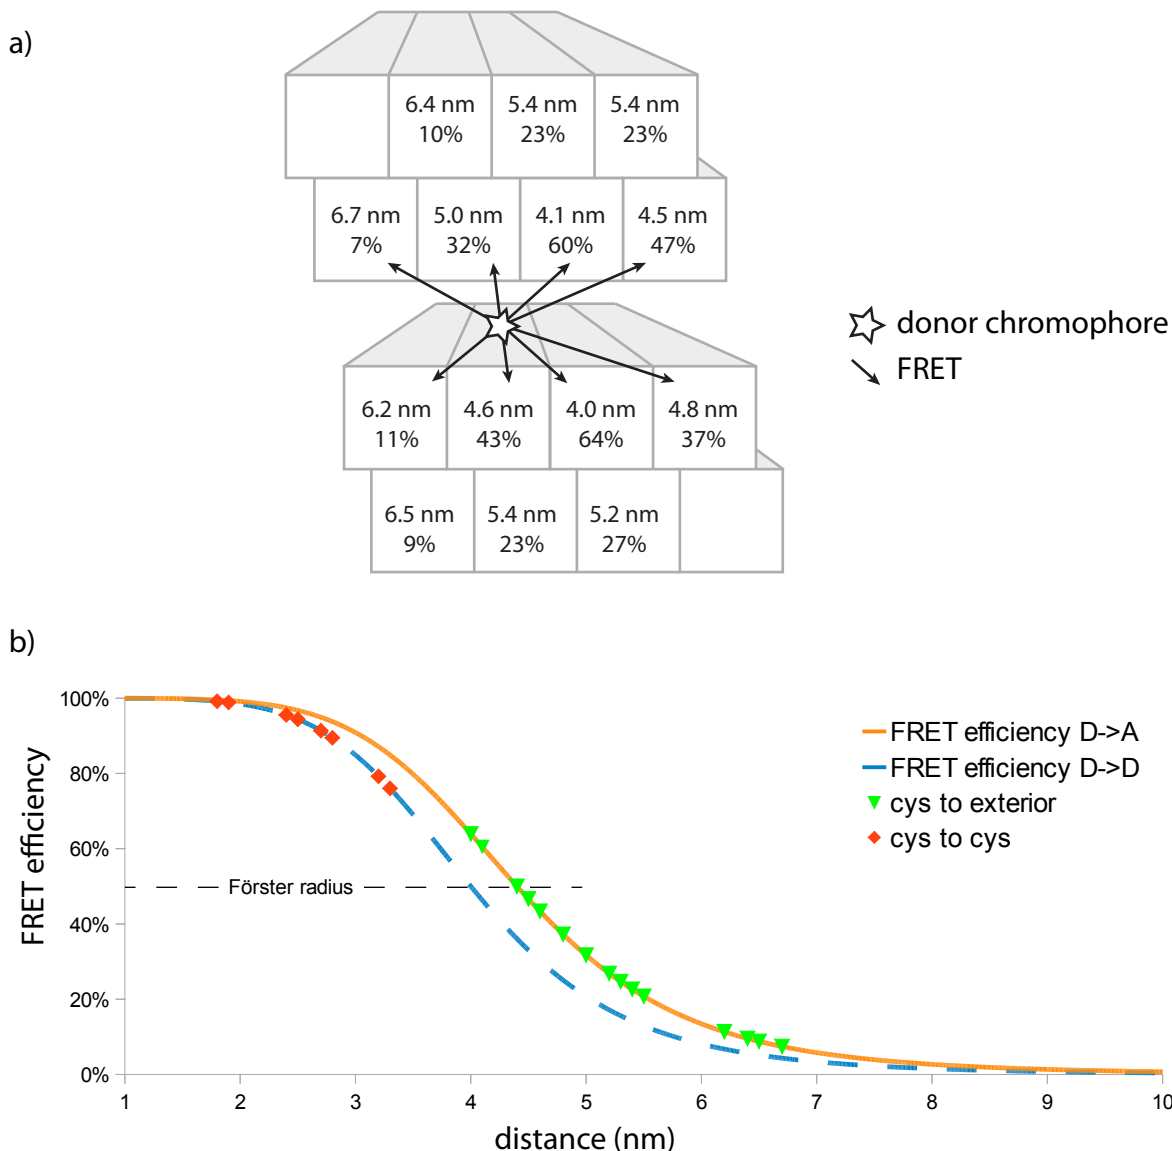 a)
6.4 nm 5.4 nm 5.4 nm
10% 23% 23%
6.7 nm 5.0 nm 4.1 nm 4.5 nm
7% 32% 60% 47%
donor chromophore
FRET
6.2 nm 4.6 nm 4.0 nm 4.8 nm
11% 43% 64% 37%
6.5 nm 5.4 nm 5.2 nm
9% 23% 27%
b)
FRET efficiency
100%
80%
60%
40%
20%
0%
Förster radius
FRET efficiency D->A
FRET efficiency D->D
cys to exterior
cys to cys
1 2 3 4 5 6 7 8 9 10
distance (nm)